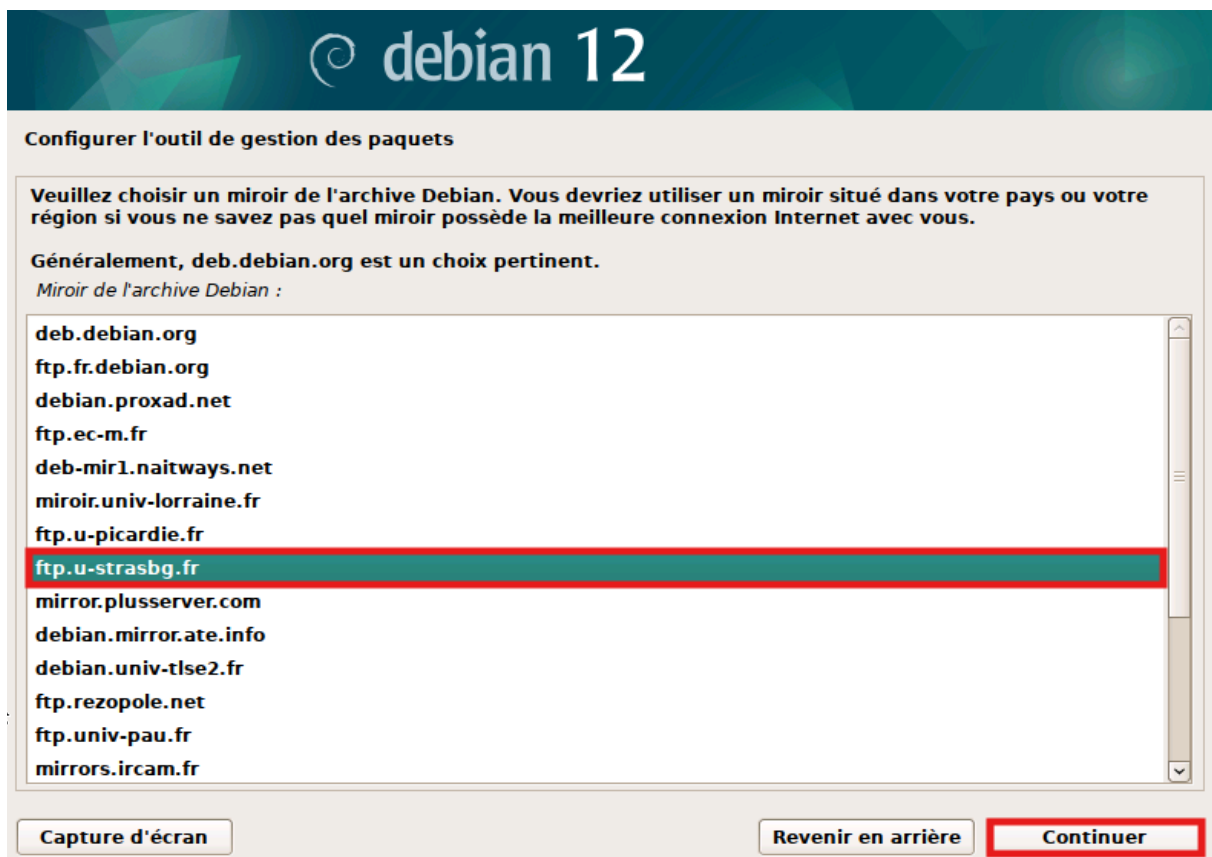 debian 12
Configurer l'outil de gestion des paquets
Veuillez choisir un miroir de l'archive Debian. Vous devriez utiliser un miroir situé dans votre pays ou votre
région si vous ne savez pas quel miroir possède la meilleure connexion Internet avec vous.
Généralement, deb.debian.org est un choix pertinent.
Miroir de l'archive Debian :
deb.debian.org
ftp.fr.debian.org
debian.proxad.net
ftp.ec-m.fr
deb-mir1.naitways.net
miroir.univ-lorraine.fr
ftp.u-picardie.fr
ftp.u-strasbg.fr
mirror.plusserver.com
debian.mirror.ate.info
debian.univ-tlse2.fr
ftp.rezopole.net
ftp.univ-pau.fr
mirrors.ircam.fr
Capture d'écran
Revenir en arrière
Continuer